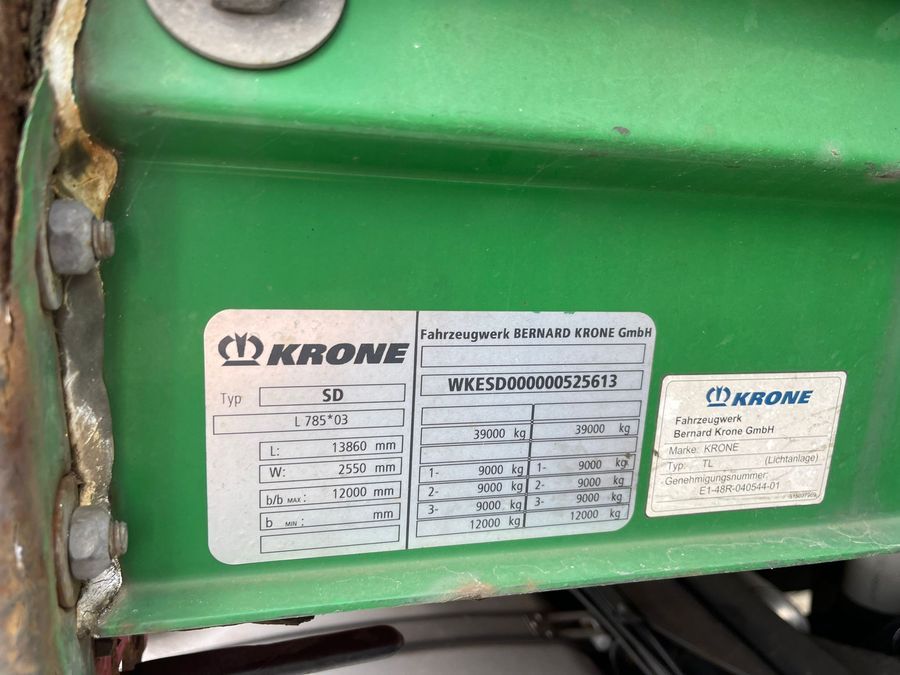 KRONE
Typ SD
L 785*03
L: 13860 mm
W: 2550 mm
b/b MAX: 12000 mm
b MIN: mm
Fahrzeugwerk BERNARD KRONE GmbH
WKESD000000525613
39000 kg 39000 kg
1- 9000 kg 1- 9000 kg
2- 9000 kg 2- 9000 kg
3- 9000 kg 3- 9000 kg
12000 kg 12000 kg
KRONE
Fahrzeugwerk
Bernard Krone GmbH
Marke: KRONE
Typ: TL (Lichtanlage)
Genehmigungsnummer:
E1-48R-040544-01